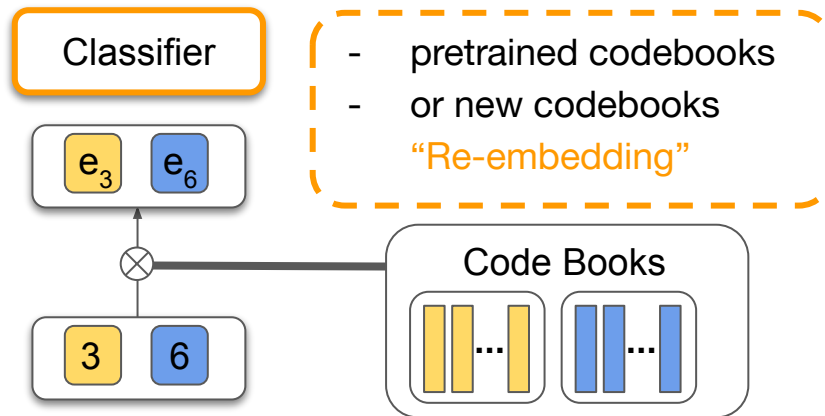 Classifier
- pretrained codebooks
- or new codebooks
“Re-embedding”
e3 e6
Code Books
... ...
3 6